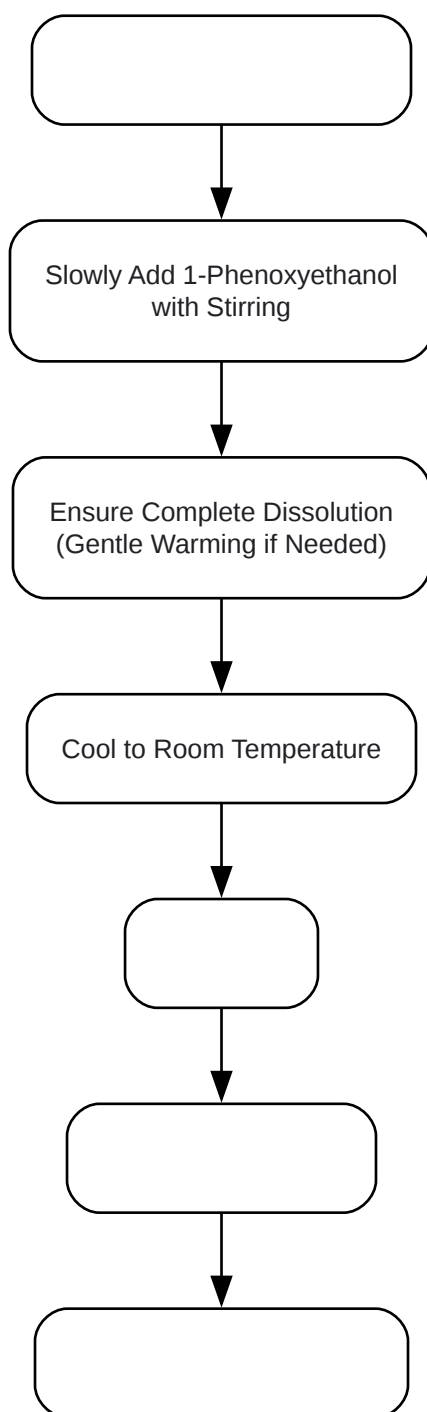 Slowly Add 1-Phenoxyethanol
with Stirring
Ensure Complete Dissolution
(Gentle Warming if Needed)
Cool to Room Temperature